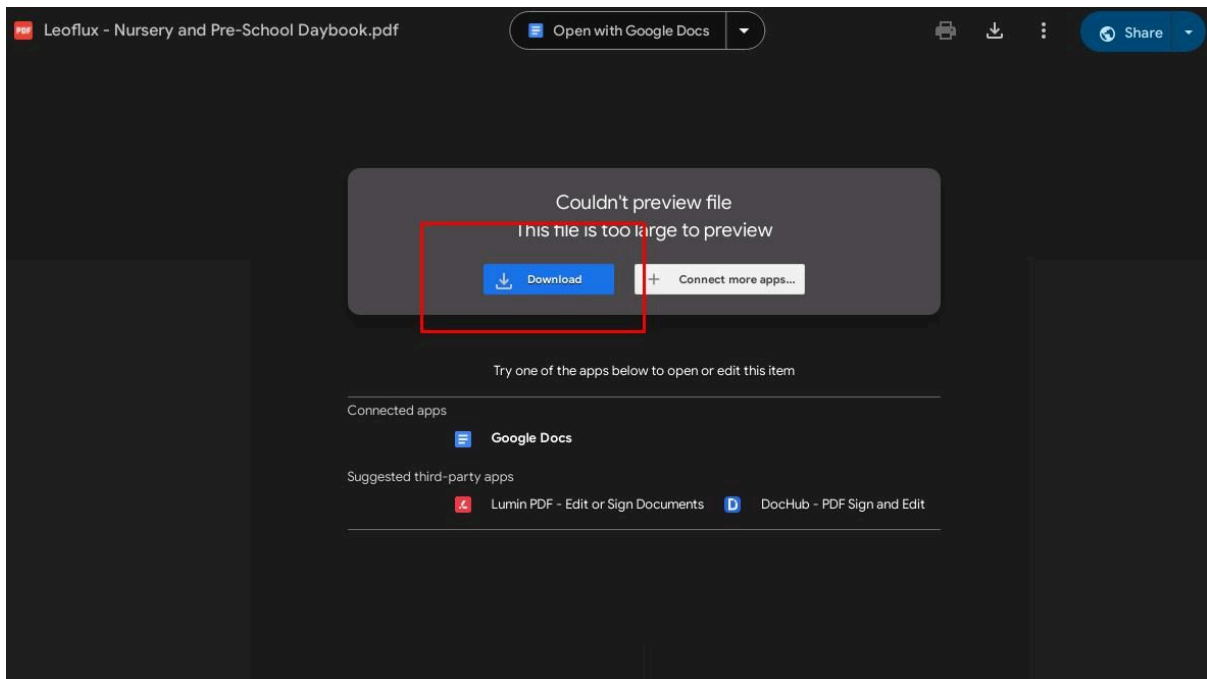 PDF Leoflux - Nursery and Pre-School Daybook.pdf Open with Google Docs Share
Couldn't preview file
This file is too large to preview
Download Connect more apps...
Try one of the apps below to open or edit this item
Connected apps
Google Docs
Suggested third-party apps
Lumin PDF - Edit or Sign Documents D DocHub - PDF Sign and Edit